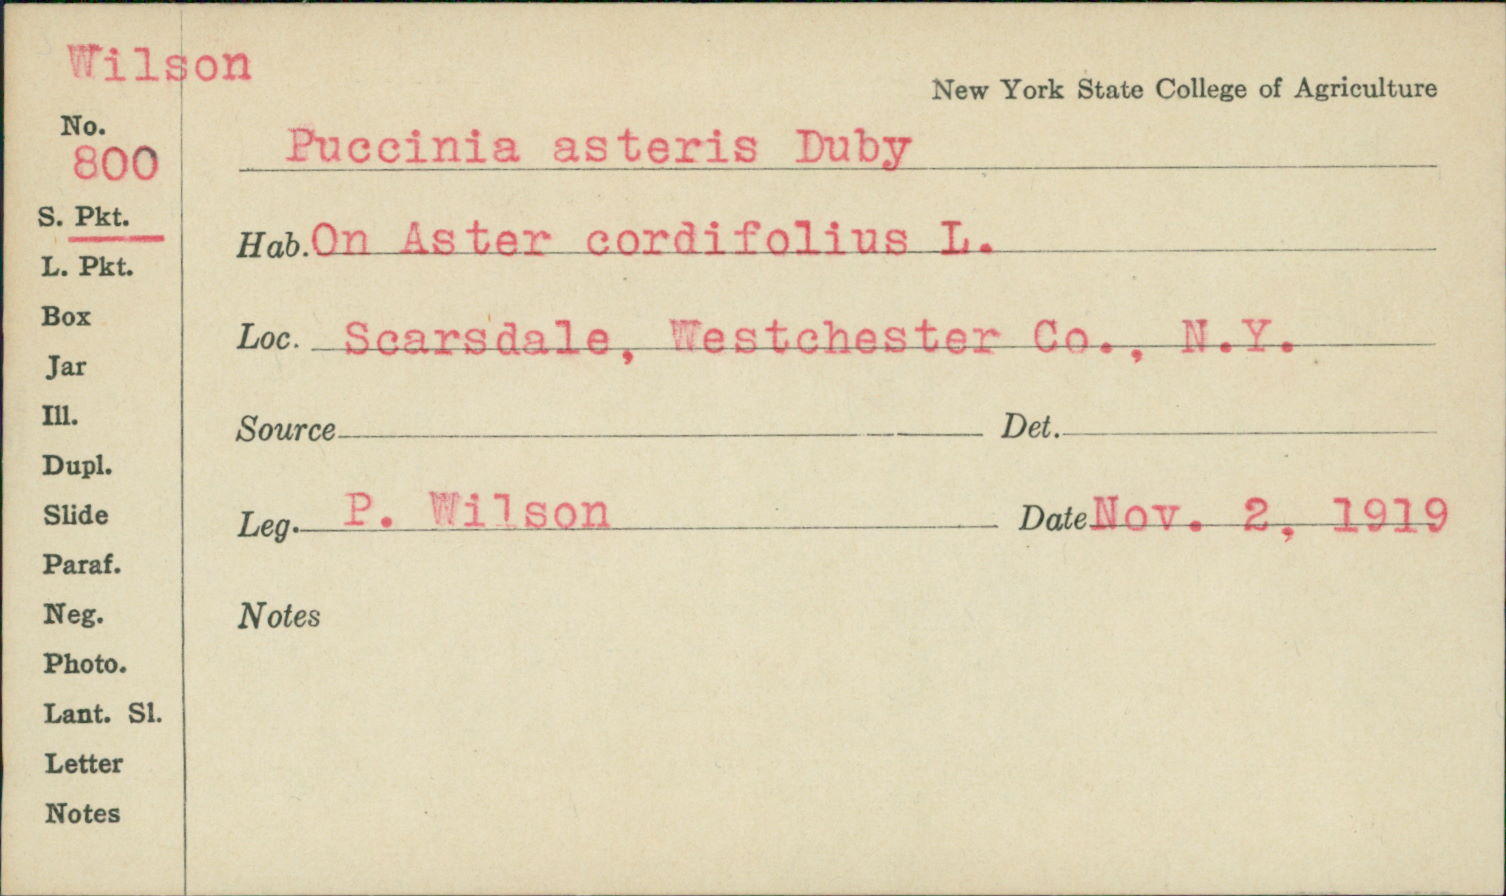 Wilson
New York State College of Agriculture
No.
800
Puccinia asteris Duby
S. Pkt.
Hab. On Aster cordifolius L.
L. Pkt.
Box
Loc. Scarsdale, Westchester Co., N.Y.
Jar
Ill.
Source Det.
Dupl.
Slide
Leg. P. Wilson Date Nov. 2, 1919
Paraf.
Neg.
Notes
Photo.
Lant. Sl.
Letter
Notes